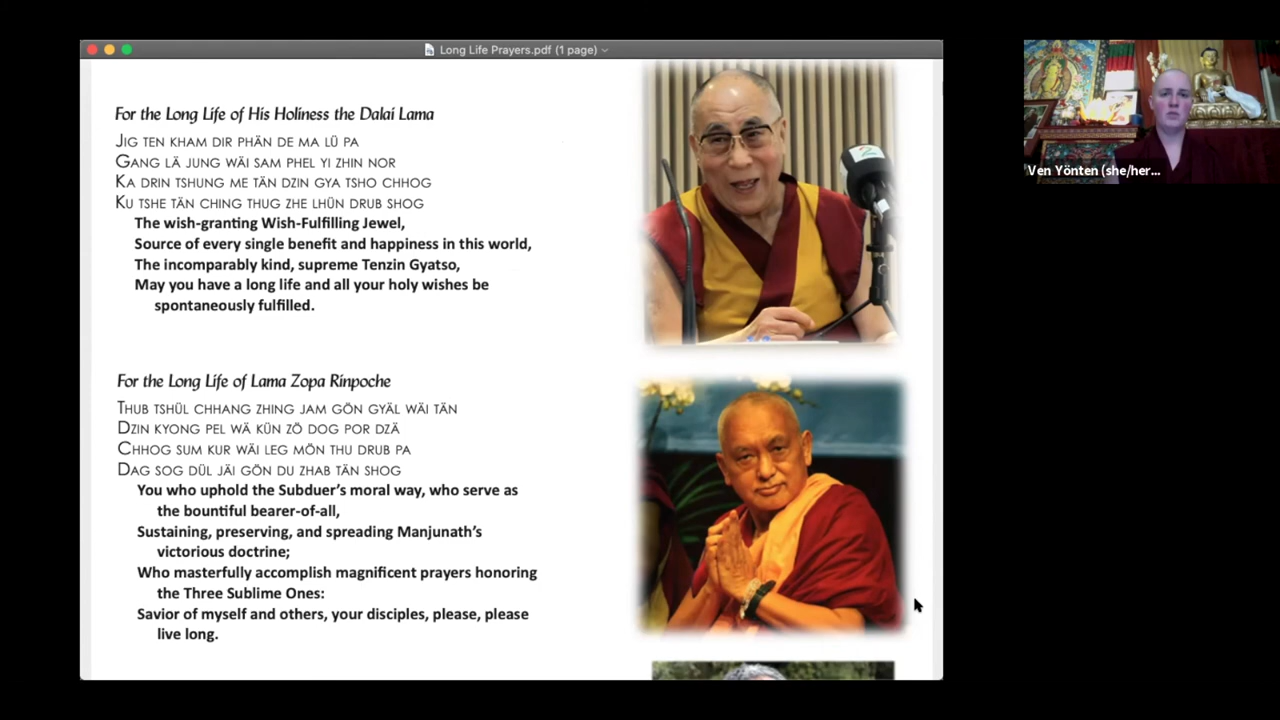 Long Life Prayers.pdf (1 page)
For the Long Life of His Holiness the Dalai Lama
JIG TEN KHAM DIR PHÄN DE MA LÜ PA
GANG LÄ JUNG WÄI SAM PHEL YI ZHIN NOR
KA DRIN TSHUNG ME TÄN DZIN GYA TSHO CHHOG
KU TSHE TÄN CHING THUG ZHE LHÜN DRUB SHOG
The wish-granting Wish-Fulfilling Jewel,
Source of every single benefit and happiness in this world,
The incomparably kind, supreme Tenzin Gyatso,
May you have a long life and all your holy wishes be
spontaneously fulfilled.
For the Long Life of Lama Zopa Rinpoche
THUB TSHÜL CHHANG ZHING JAM GÖN GYÄL WÄI TÄN
DZIN KYONG PEL WÄ KÜN ZÖ DOG POR DZÄ
CHHOG SUM KUR WÄI LEG MÖN THU DRUB PA
DAG SOG DÜL JÄI GÖN DU ZHAB TÄN SHOG
You who uphold the Subduer's moral way, who serve as
the bountiful bearer-of-all,
Sustaining, preserving, and spreading Manjunath's
victorious doctrine;
Who masterfully accomplish magnificent prayers honoring
the Three Sublime Ones:
Savior of myself and others, your disciples, please, please
live long.
2
Ven Yönten (she/her...